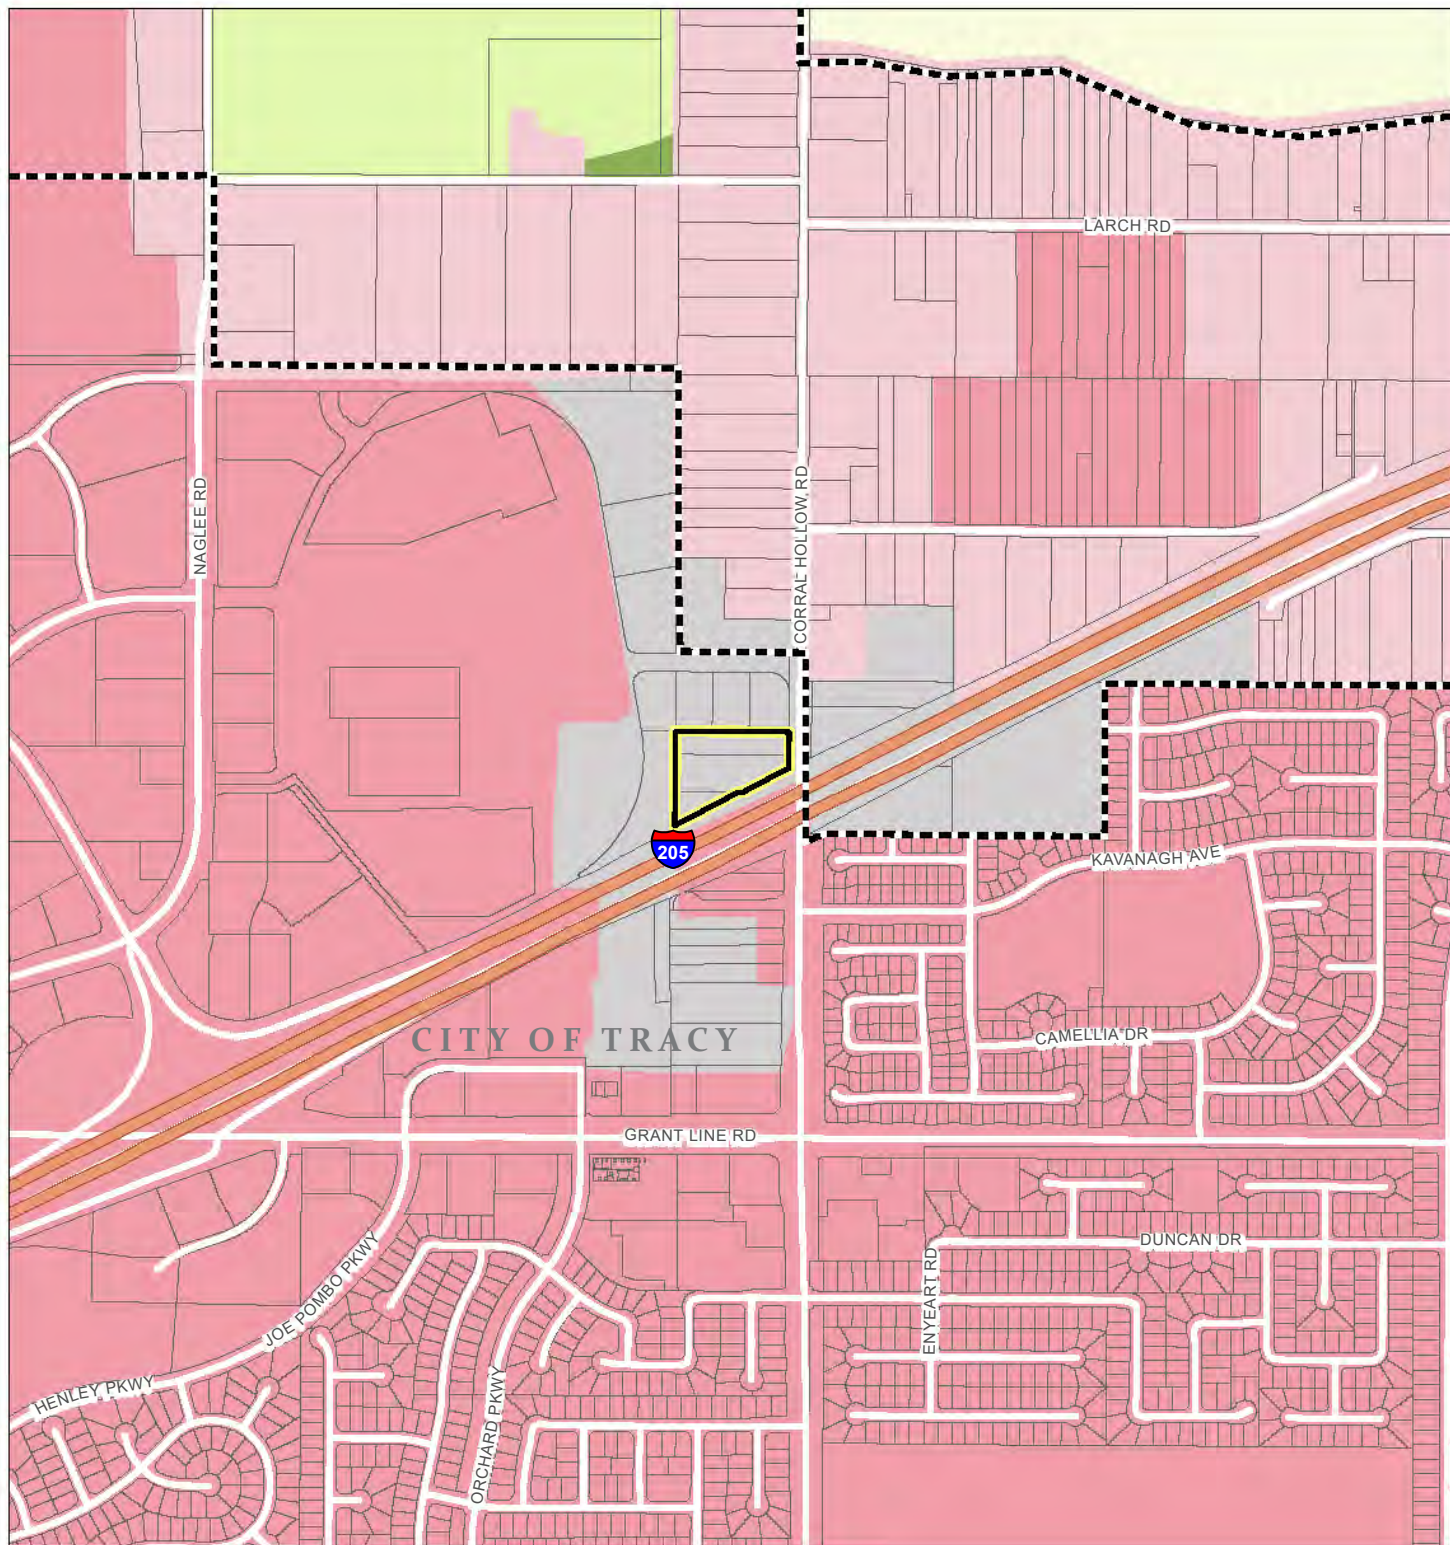 LARCH RD
NAGLEE RD
CORRAL HOLLOW RD
205
KAVANAGH AVE
CITY OF TRACY
CAMELLIA DR
GRANT LINE RD
JOE POMBO PKWY
DUNCAN DR
ENYEART RD
HENLEY PKWY
ORCHARD PKWY